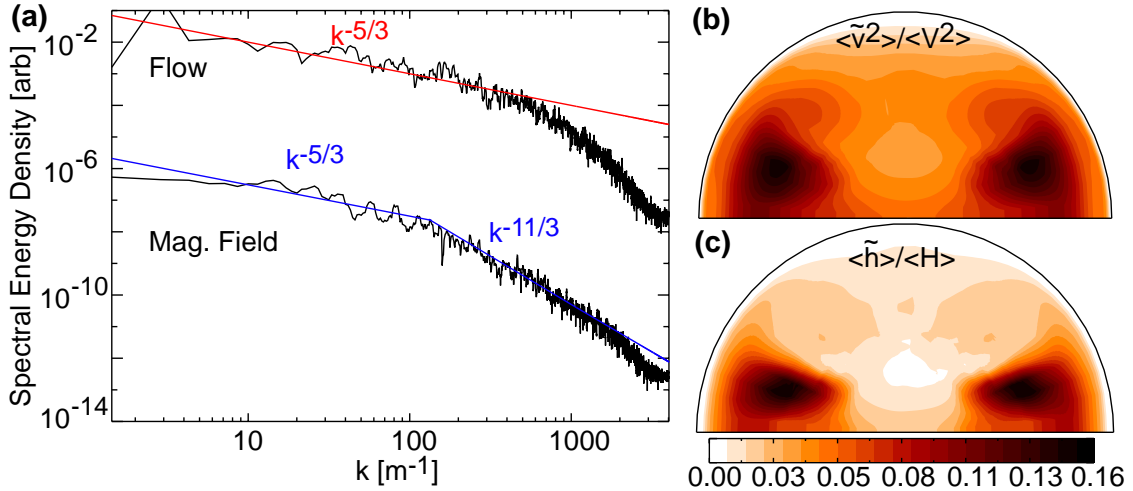 (a)
Spectral Energy Density [arb]
10⁻²
10⁻⁶
10⁻¹⁰
10⁻¹⁴
k⁻⁵/³
Flow
k⁻⁵/³
Mag. Field
k⁻¹¹/³
10 100 1000
k [m⁻¹]
(b)
<ṽ²>/<V²>
(c)
<h̃>/<H>
0.00 0.03 0.05 0.08 0.11 0.13 0.16